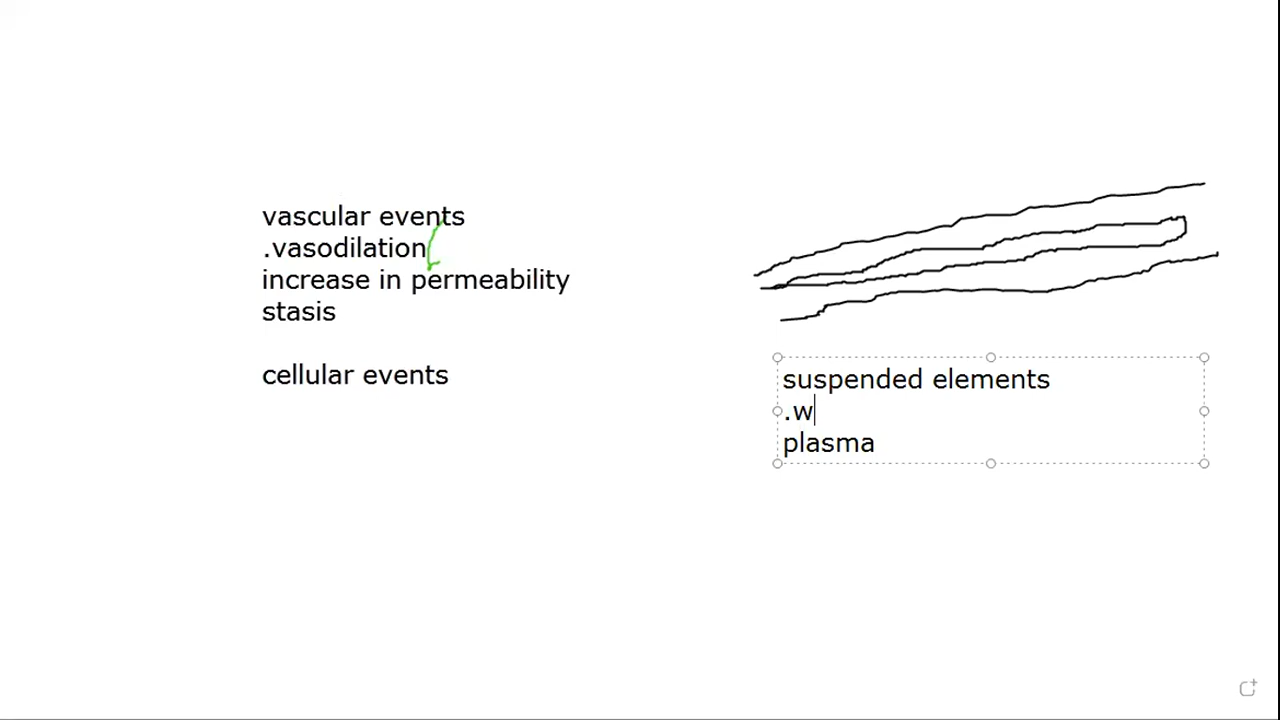 vascular events
.vasodilation
increase in permeability
stasis
cellular events
suspended elements
.w
plasma